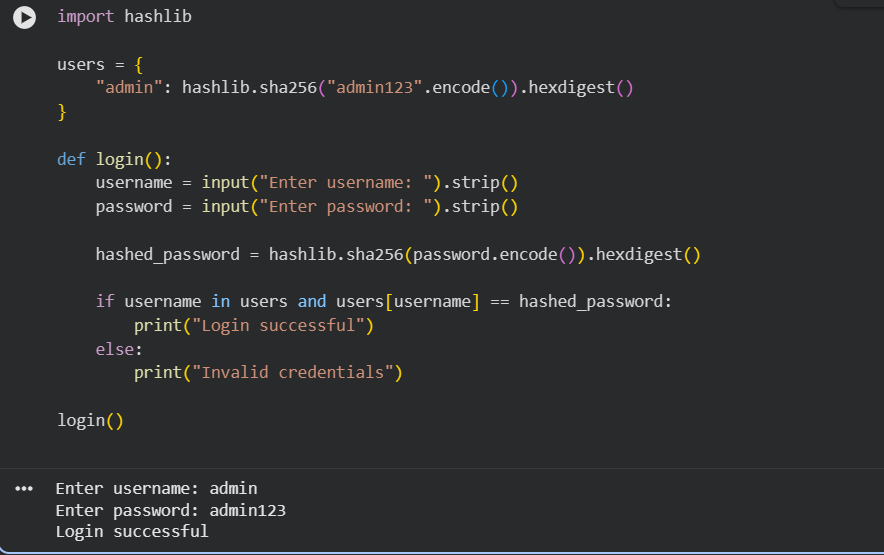 import hashlib
users = {
    "admin": hashlib.sha256("admin123".encode()).hexdigest()
}
def login():
    username = input("Enter username: ").strip()
    password = input("Enter password: ").strip()
    hashed_password = hashlib.sha256(password.encode()).hexdigest()
    if username in users and users[username] == hashed_password:
        print("Login successful")
    else:
        print("Invalid credentials")
login()
Enter username: admin
Enter password: admin123
Login successful